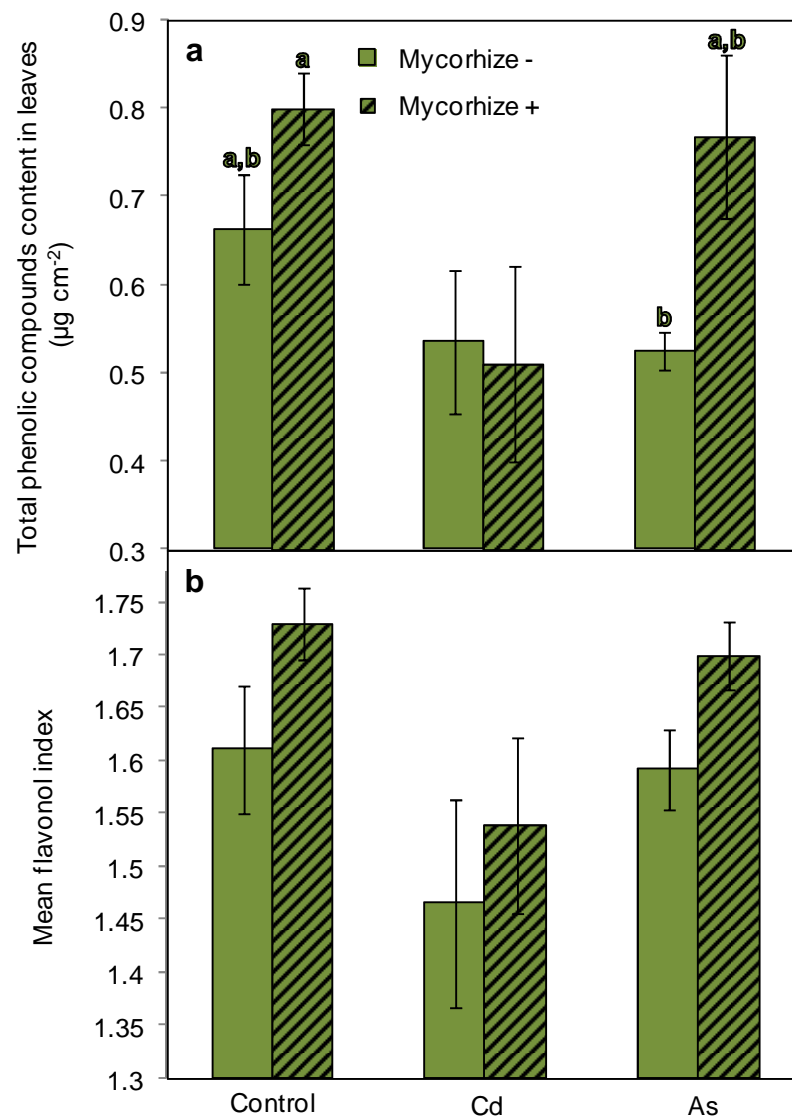 Total phenolic compounds content in leaves
(µg cm-2)
0.9
0.8
0.7
0.6
0.5
0.4
0.3
a
Mycorhize -
Mycorhize +
a,b
a
b
a,b
Mean flavonol index
1.75
1.7
1.65
1.6
1.55
1.5
1.45
1.4
1.35
1.3
b
Control
Cd
As